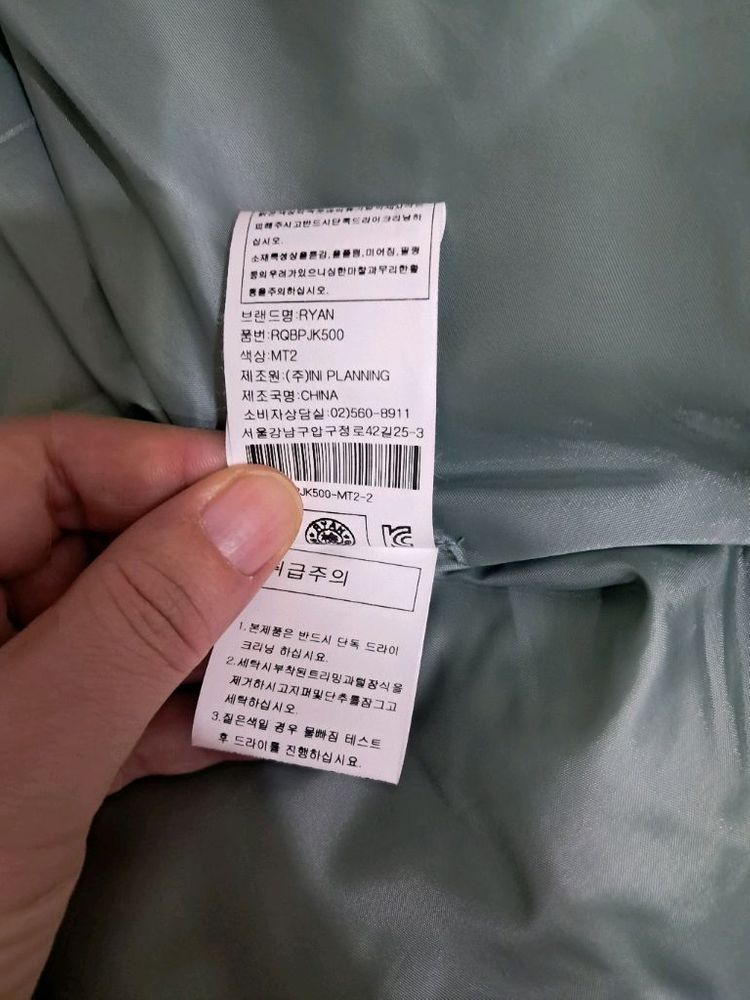 피해주시고반드시단독드라이크리닝하
십시오.
소재특성상올튿김,올풀림,미어짐,필링
등의우려가있으니심한마찰과무리한활
동을주의하십시오.
브랜드명:RYAN
품번:RQBPJK500
색상:MT2
제조원:(주)INI PLANNING
제조국명:CHINA
소비자상담실:02)560-8911
서울강남구압구정로42길25-3
JK500-MT2-2
RYAN
취급주의
1.본제품은 반드시 단독 드라이
크리닝 하십시요.
2.세탁시부착된트리밍과털장식을
제거하시고지퍼및단추를잠그고
세탁하십시오.
3.짙은색일 경우 물빠짐 테스트
후 드라이를 진행하십시요.